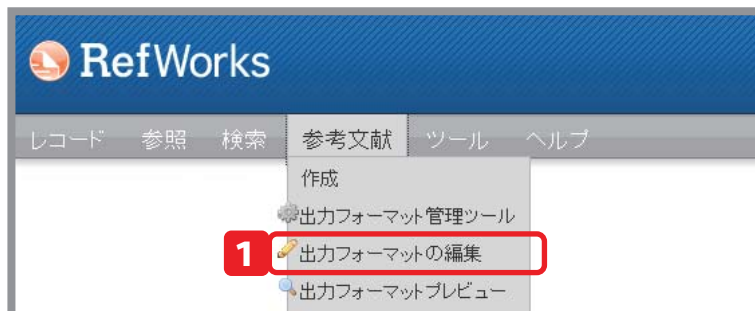 RefWorks
レコード 参照 検索 参考文献 ツール ヘルプ
作成
出力フォーマット管理ツール
1 出力フォーマットの編集
出力フォーマットプレビュー